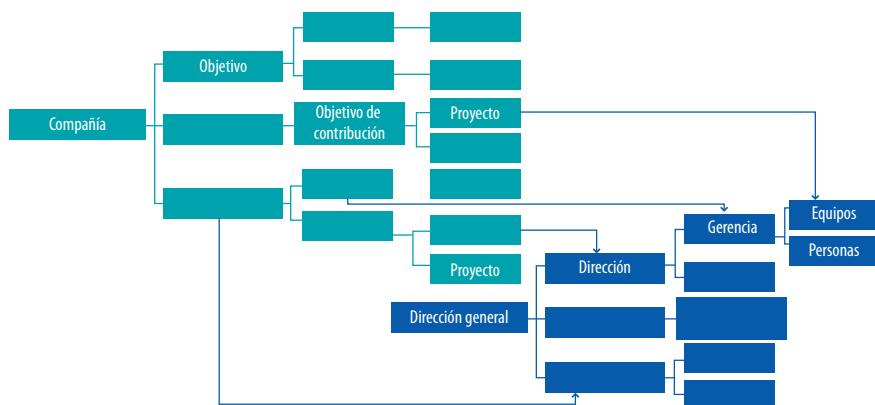 Objetivo
Compañía
Objetivo de
contribución
Proyecto
Equipos
Gerencia
Personas
Dirección
Proyecto
Dirección general